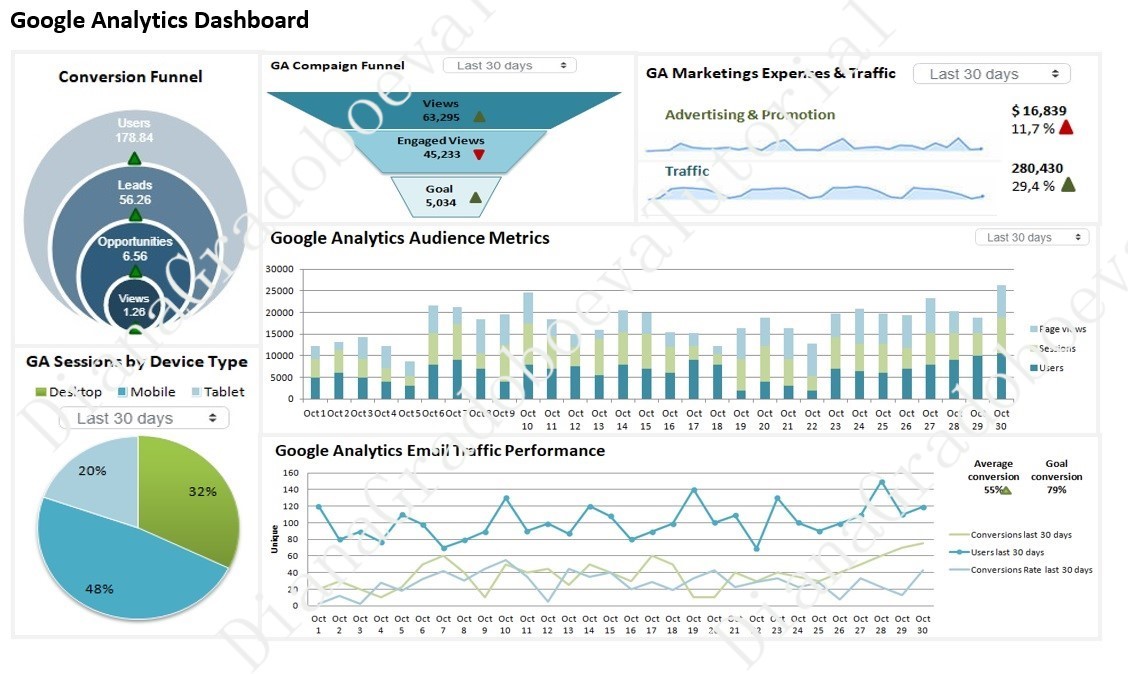 Google Analytics Dashboard
Conversion Funnel
Users
178.84
Leads
56.26
Opportunities
6.56
Views
1.26
GA Compaign Funnel
Last 30 days
Views
63,295
Engaged Views
45,233
Goal
5,034
GA Marketings Expenses & Traffic
Last 30 days
Advertising & Promotion
$ 16,839
11,7 %
Traffic
280,430
29,4 %
GA Sessions by Device Type
Desktop Mobile Tablet
Last 30 days
20%
32%
48%
Google Analytics Audience Metrics
Last 30 days
30000
25000
20000
15000
10000
5000
0
Oct 1 Oct 2 Oct 3 Oct 4 Oct 5 Oct 6 Oct 7 Oct 8 Oct 9 Oct Oct Oct Oct Oct Oct Oct Oct Oct Oct Oct Oct Oct Oct Oct Oct Oct Oct Oct Oct Oct
10 11 12 13 14 15 16 17 18 19 20 21 22 23 24 25 26 27 28 29 30
Page views
Sessions
Users
Google Analytics Email Traffic Performance
Unique
160
140
120
100
80
60
40
20
0
Oct Oct Oct Oct Oct Oct Oct Oct Oct Oct Oct Oct Oct Oct Oct Oct Oct Oct Oct Oct Oct Oct Oct Oct Oct Oct Oct Oct Oct Oct
1 2 3 4 5 6 7 8 9 10 11 12 13 14 15 16 17 18 19 20 21 22 23 24 25 26 27 28 29 30
Average
conversion
55%
Goal
conversion
79%
Conversions last 30 days
Users last 30 days
Conversions Rate last 30 days
DianaGradoboevaTutorial